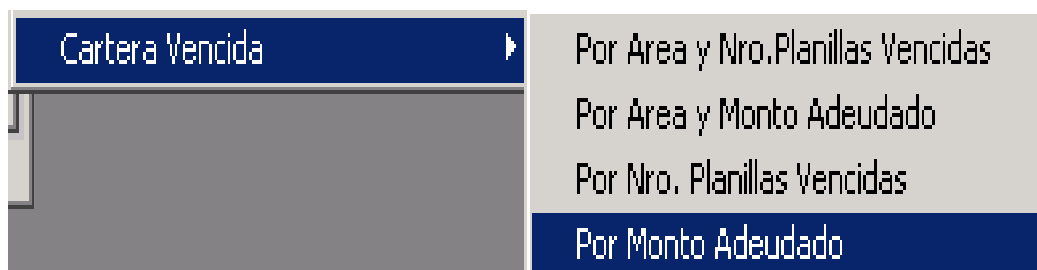 Cartera Vencida
Por Area y Nro.Planillas Vencidas
Por Area y Monto Adeudado
Por Nro. Planillas Vencidas
Por Monto Adeudado